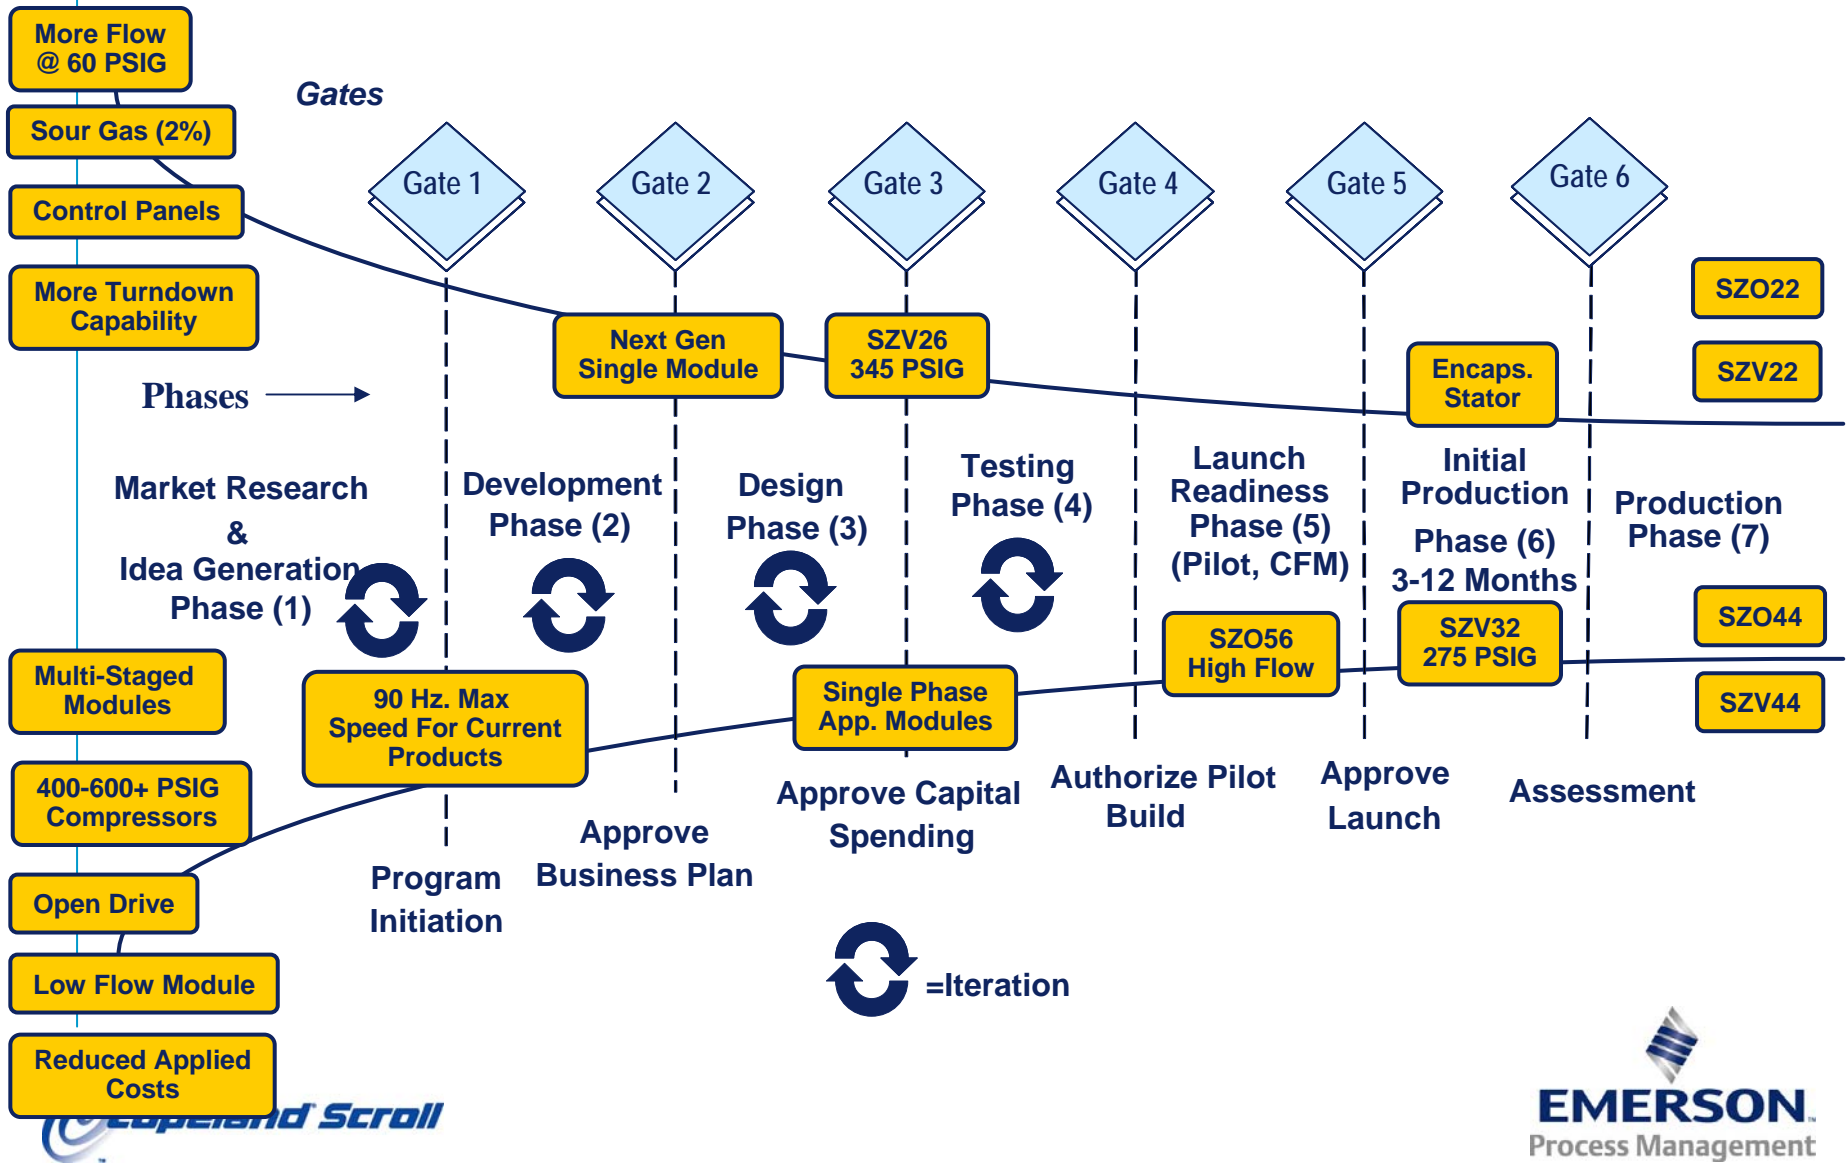 More Flow
@ 60 PSIG
Sour Gas (2%)
Control Panels
More Turndown
Capability
Gates
Gate 1
Gate 2
Gate 3
Gate 4
Gate 5
Gate 6
Next Gen
Single Module
SZV26
345 PSIG
Encaps.
Stator
SZO22
SZV22
Phases
Market Research
&
Idea Generation
Phase (1)
Development
Phase (2)
Design
Phase (3)
Testing
Phase (4)
Launch
Readiness
Phase (5)
(Pilot, CFM)
Initial
Production
Phase (6)
3-12 Months
Production
Phase (7)
Multi-Staged
Modules
90 Hz. Max
Speed For Current
Products
Single Phase
App. Modules
SZO56
High Flow
SZV32
275 PSIG
SZO44
SZV44
400-600+ PSIG
Compressors
Open Drive
Low Flow Module
Reduced Applied
Costs
Program
Initiation
Approve
Business Plan
Approve Capital
Spending
Authorize Pilot
Build
Approve
Launch
Assessment
=Iteration
Copeland Scroll
™
EMERSON™
Process Management